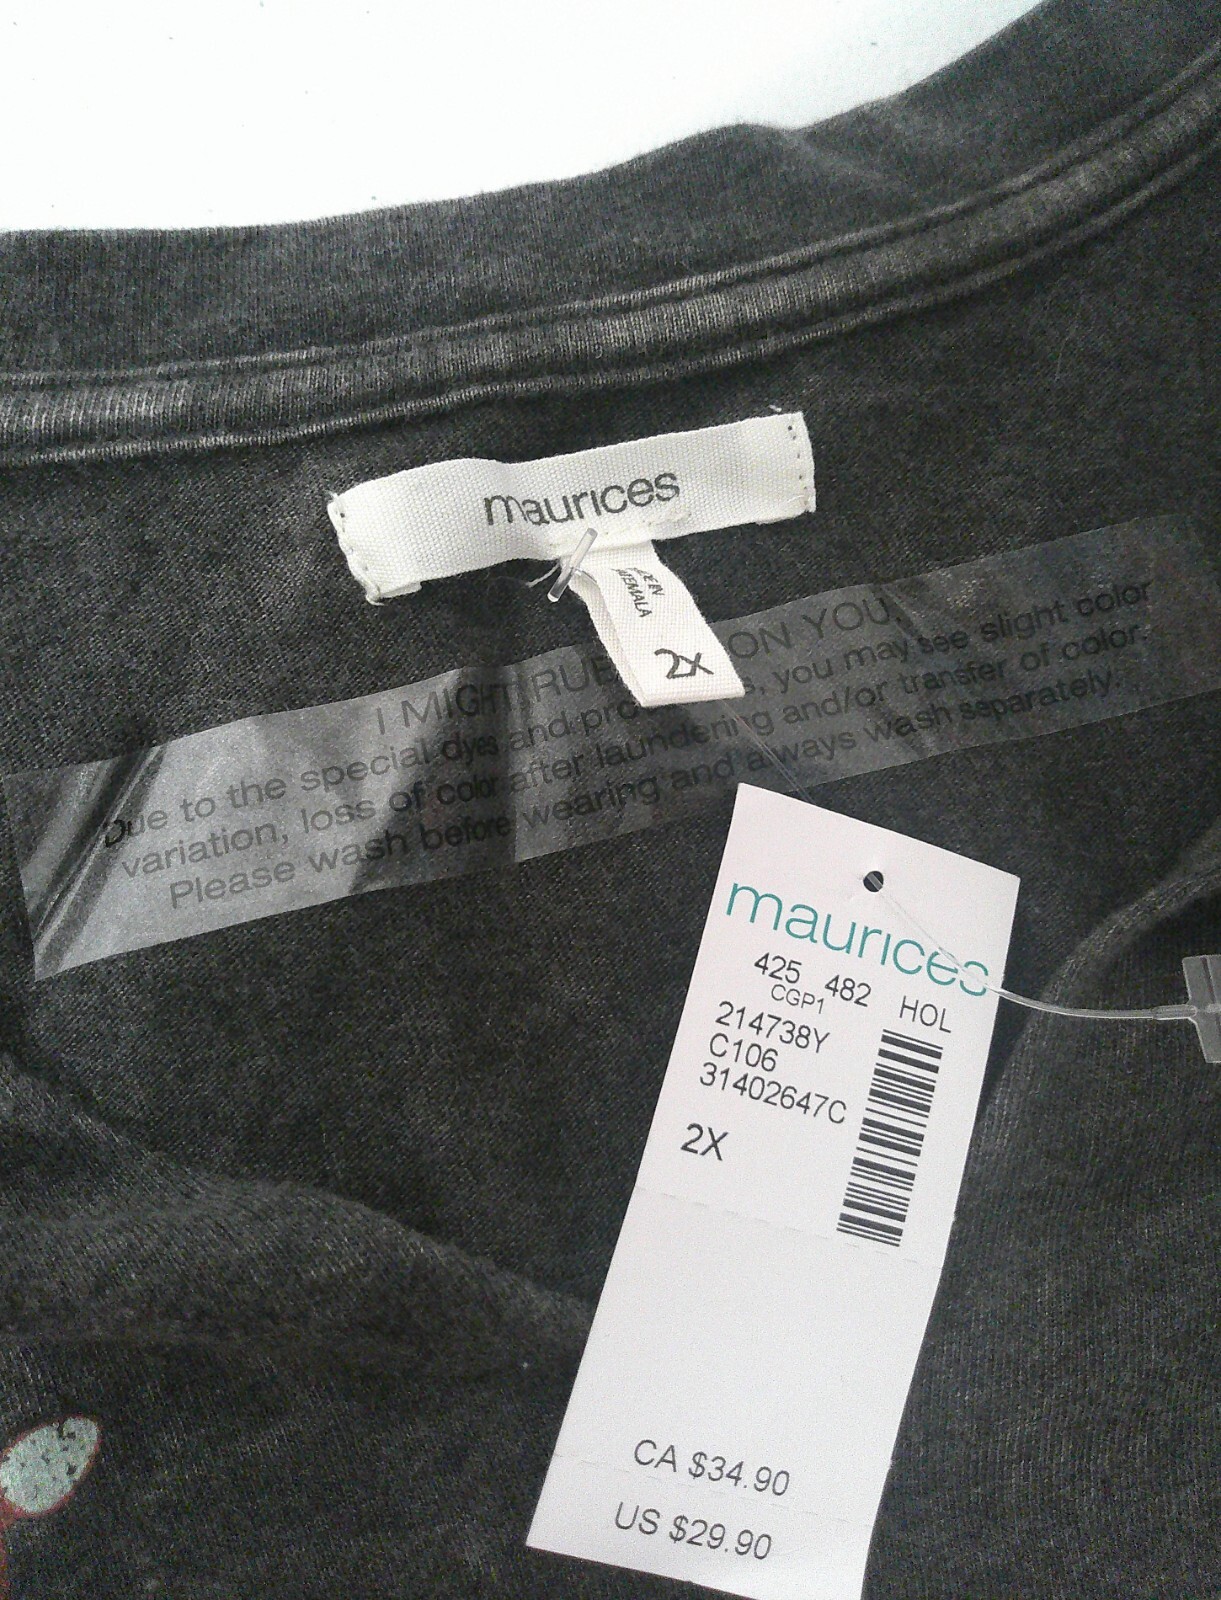 maurices
2X
I MIGHT RUB ON YOU.
Due to the special dyes and you may see slight color
variation, loss of color after laundering and/or transfer of color.
Please wash before wearing and always wash separately.
maurices
425 482 HOL
CGP1
214738Y
C106
31402647C
2X
CA $34.90
US $29.90